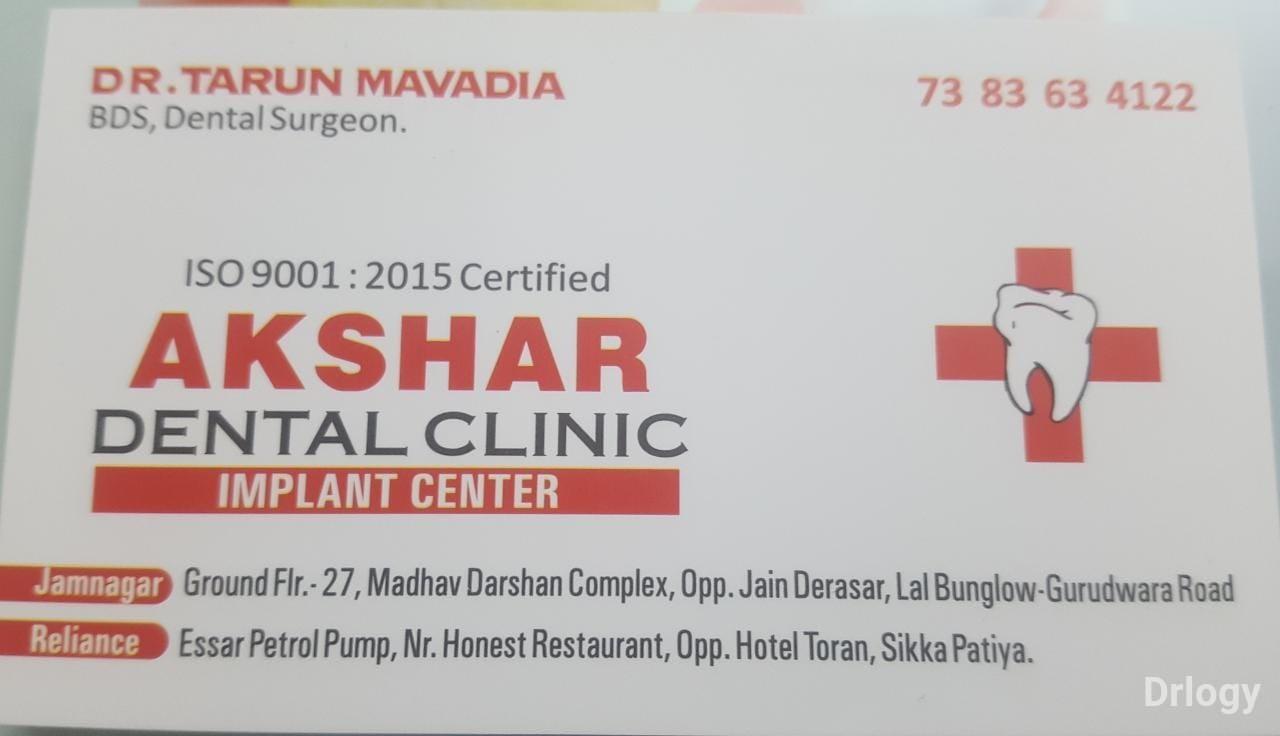 DR.TARUN MAVADIA
BDS, Dental Surgeon.
73 83 63 4122
ISO 9001 : 2015 Certified
AKSHAR
DENTAL CLINIC
IMPLANT CENTER
Jamnagar Ground Flr.- 27, Madhav Darshan Complex, Opp. Jain Derasar, Lal Bunglow-Gurudwara Road
Reliance Essar Petrol Pump, Nr. Honest Restaurant, Opp. Hotel Toran, Sikka Patiya.
Drlogy